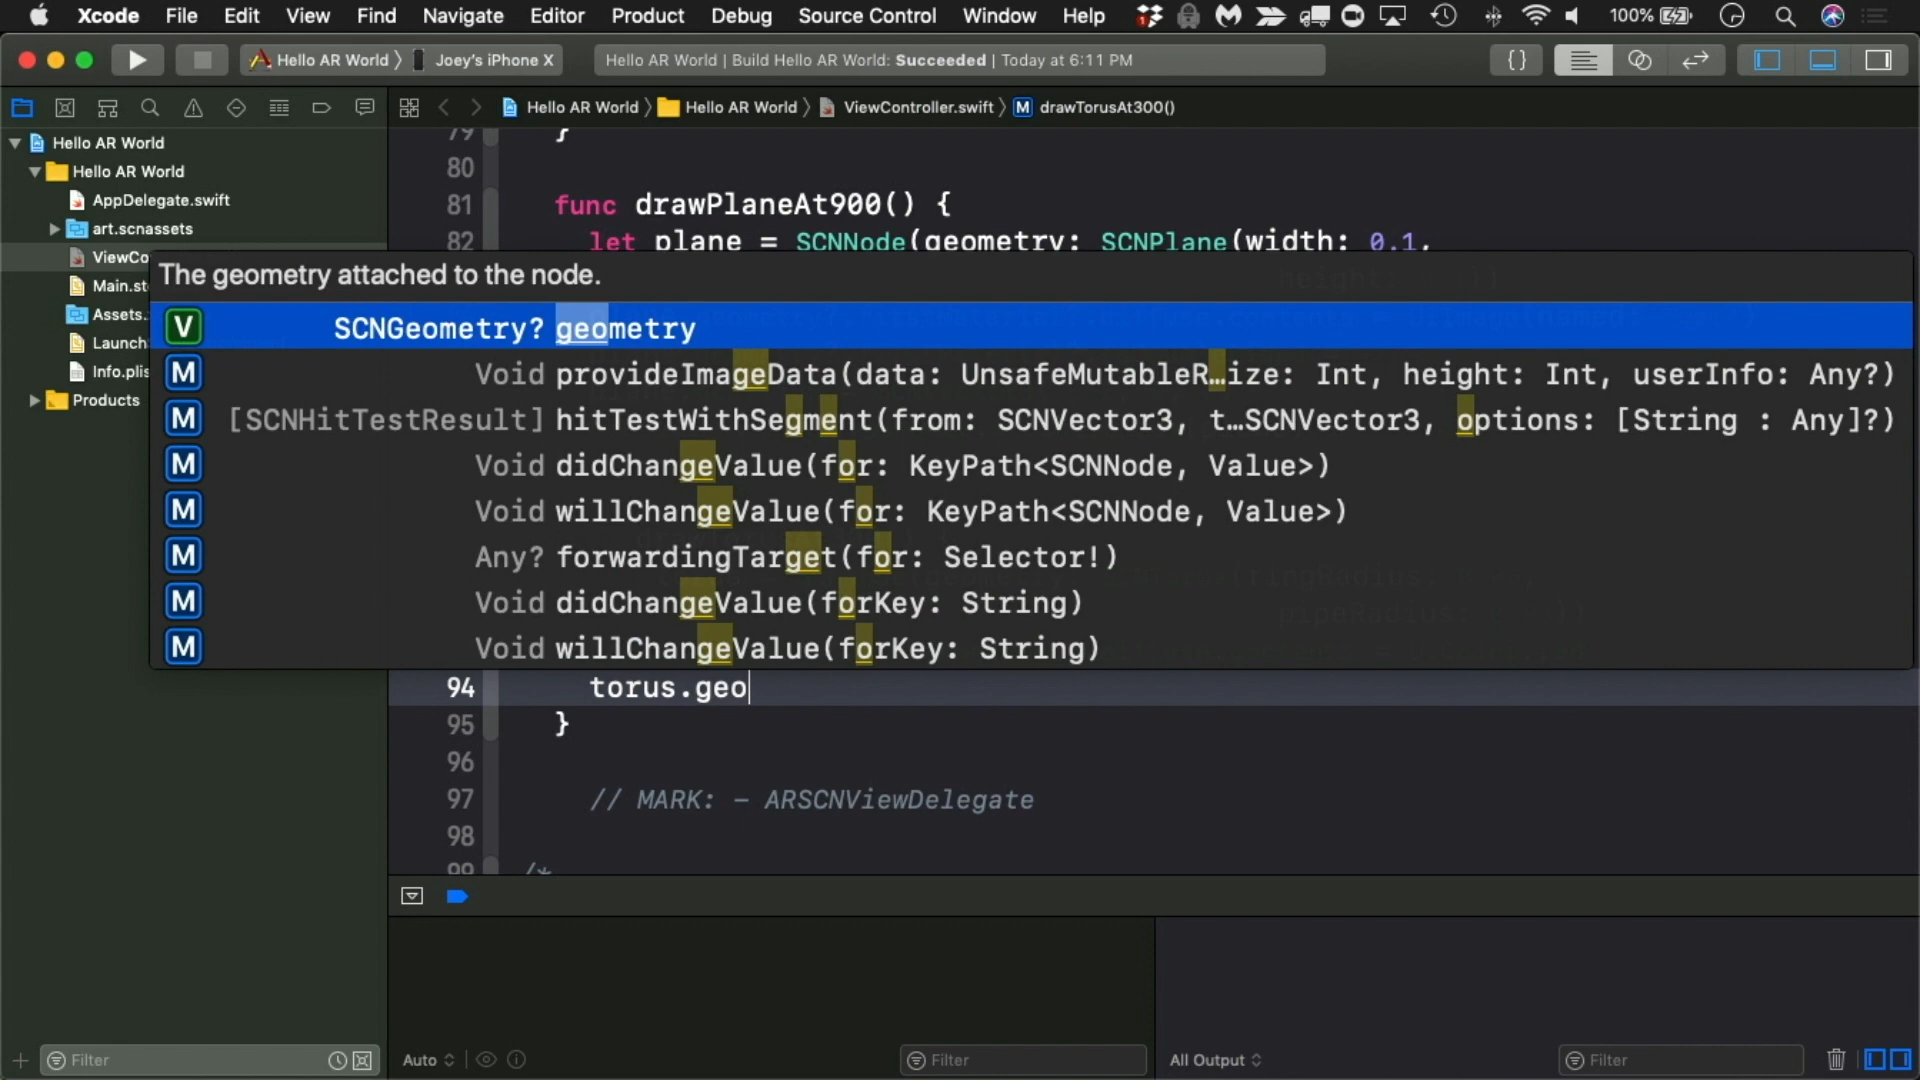 Xcode File Edit View Find Navigate Editor Product Debug Source Control Window Help 100%
Hello AR World Joey's iPhone X Hello AR World | Build Hello AR World: Succeeded | Today at 6:11 PM
Hello AR World Hello AR World ViewController.swift M drawTorusAt300()
Hello AR World
Hello AR World
AppDelegate.swift
art.scnassets
ViewCo
Main.st
Assets.
Launch
Info.plis
Products
79 }
80
81 func drawPlaneAt900() {
82 let plane = SCNNode(geometry: SCNPlane(width: 0.1,
The geometry attached to the node.
V SCNGeometry? geometry
M Void provideImageData(data: UnsafeMutableR…ize: Int, height: Int, userInfo: Any?)
M [SCNHitTestResult] hitTestWithSegment(from: SCNVector3, t…SCNVector3, options: [String : Any]?)
M Void didChangeValue(for: KeyPath<SCNNode, Value>)
M Void willChangeValue(for: KeyPath<SCNNode, Value>)
M Any? forwardingTarget(for: Selector!)
M Void didChangeValue(forKey: String)
M Void willChangeValue(forKey: String)
94 torus.geo
95 }
96
97 // MARK: - ARSCNViewDelegate
98
99 /*
Filter Auto Filter All Output Filter